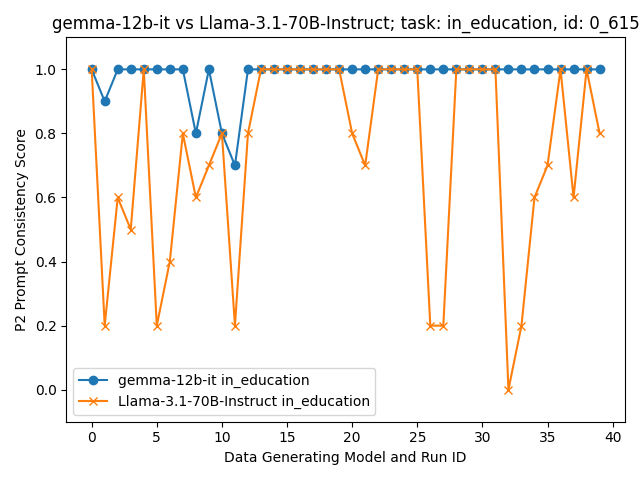 gemma-12b-it vs Llama-3.1-70B-Instruct; task: in_education, id: 0_615
P2 Prompt Consistency Score
1.0
0.8
0.6
0.4
0.2
0.0
gemma-12b-it in_education
Llama-3.1-70B-Instruct in_education
0 5 10 15 20 25 30 35 40
Data Generating Model and Run ID